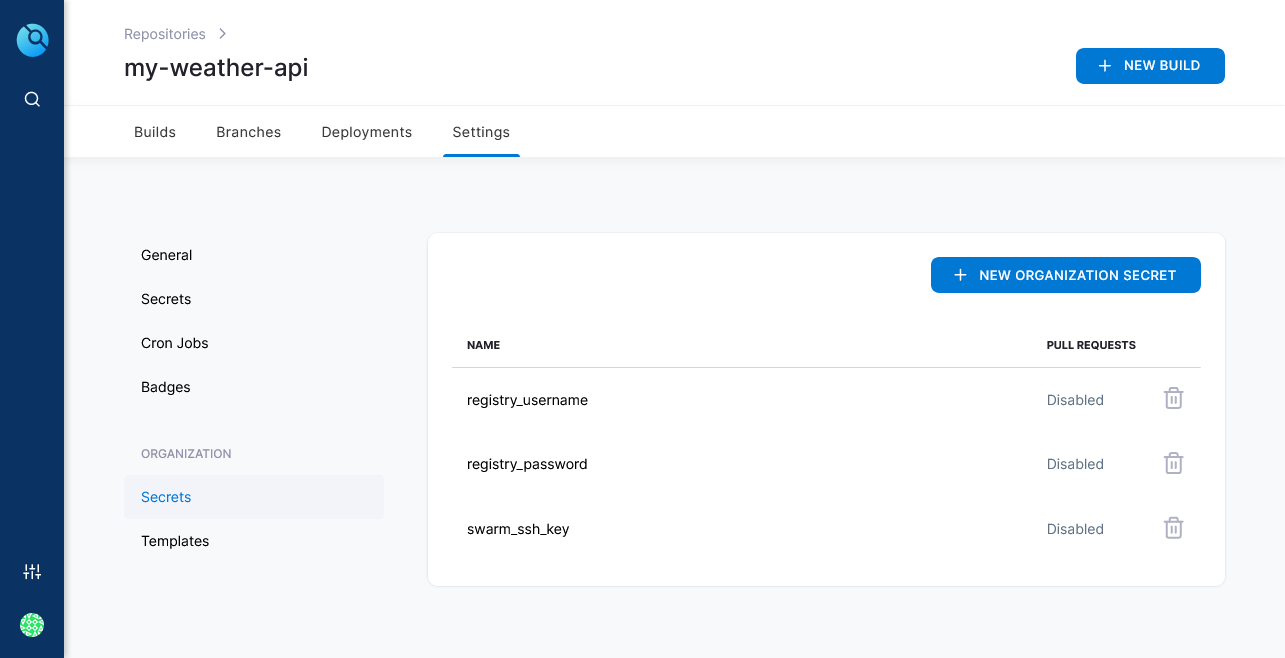 Repositories
my-weather-api
NEW BUILD
Builds Branches Deployments Settings
General
Secrets
Cron Jobs
Badges
ORGANIZATION
Secrets
Templates
NEW ORGANIZATION SECRET
NAME PULL REQUESTS
registry_username Disabled
registry_password Disabled
swarm_ssh_key Disabled